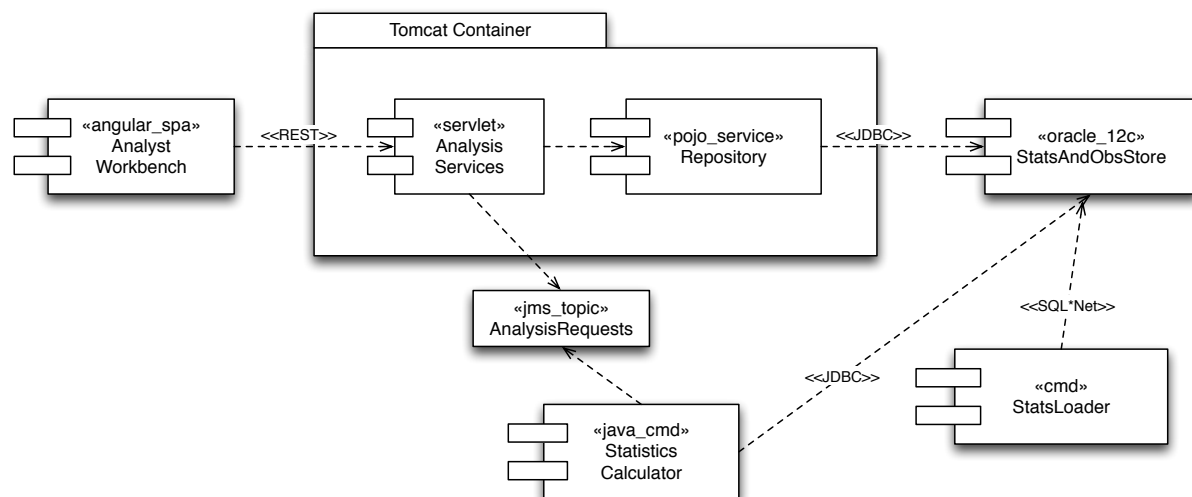 Tomcat Container
«angular_spa»
Analyst
Workbench
<<REST>>
«servlet»
Analysis
Services
«pojo_service»
Repository
<<JDBC>>
«oracle_12c»
StatsAndObsStore
«jms_topic»
AnalysisRequests
<<SQL*Net>>
<<JDBC>>
«cmd»
StatsLoader
«java_cmd»
Statistics
Calculator